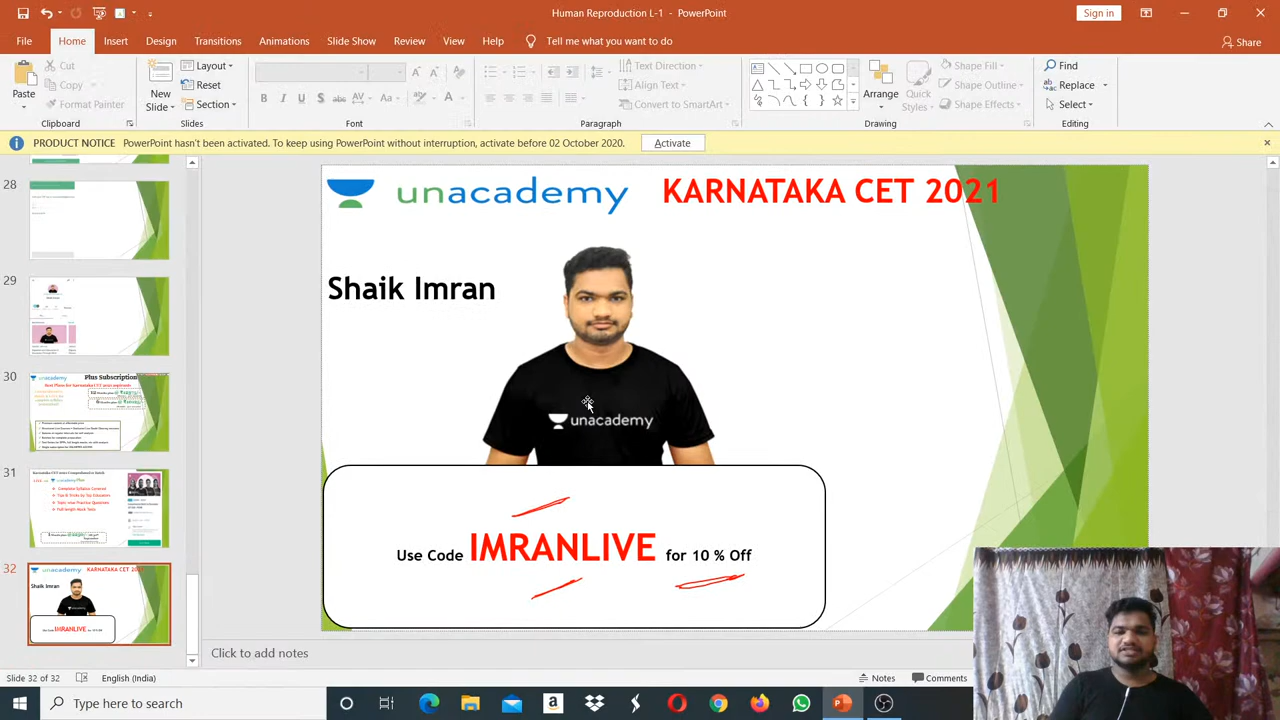 Human Reproduction L-1 - PowerPoint
Sign in
File Home Insert Design Transitions Animations Slide Show Review View Help Tell me what you want to do Share
Paste
Cut
Copy
Format Painter
Clipboard
New Slide
Layout
Reset
Section
Slides
Font
Text Direction
Align Text
Convert to SmartArt
Paragraph
Arrange
Quick Styles
Shape Fill
Shape Outline
Shape Effects
Drawing
Find
Replace
Select
Editing
PRODUCT NOTICE PowerPoint hasn't been activated. To keep using PowerPoint without interruption, activate before 02 October 2020. Activate
28
29
30
unacademy Plus Subscription
31
32
unacademy KARNATAKA CET 2021
Shaik Imran
unacademy
Use Code IMRANLIVE for 10 % Off
Click to add notes
Slide 32 of 32 English (India) Notes Comments
Type here to search